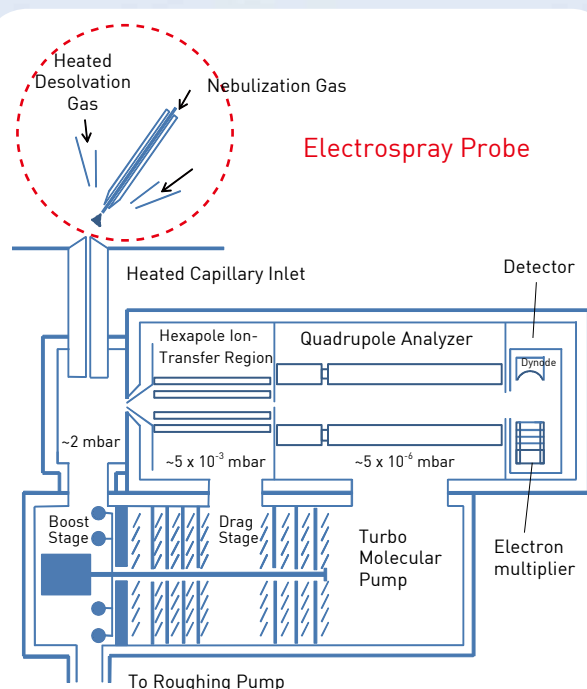 Heated
Desolvation
Gas
Nebulization Gas
Electrospray Probe
Heated Capillary Inlet
Detector
Hexapole Ion-
Transfer Region
Quadrupole Analyzer
Dynode
~2 mbar
~5 x 10⁻³ mbar
~5 x 10⁻⁶ mbar
Boost
Stage
Drag
Stage
Turbo
Molecular
Pump
Electron
multiplier
To Roughing Pump